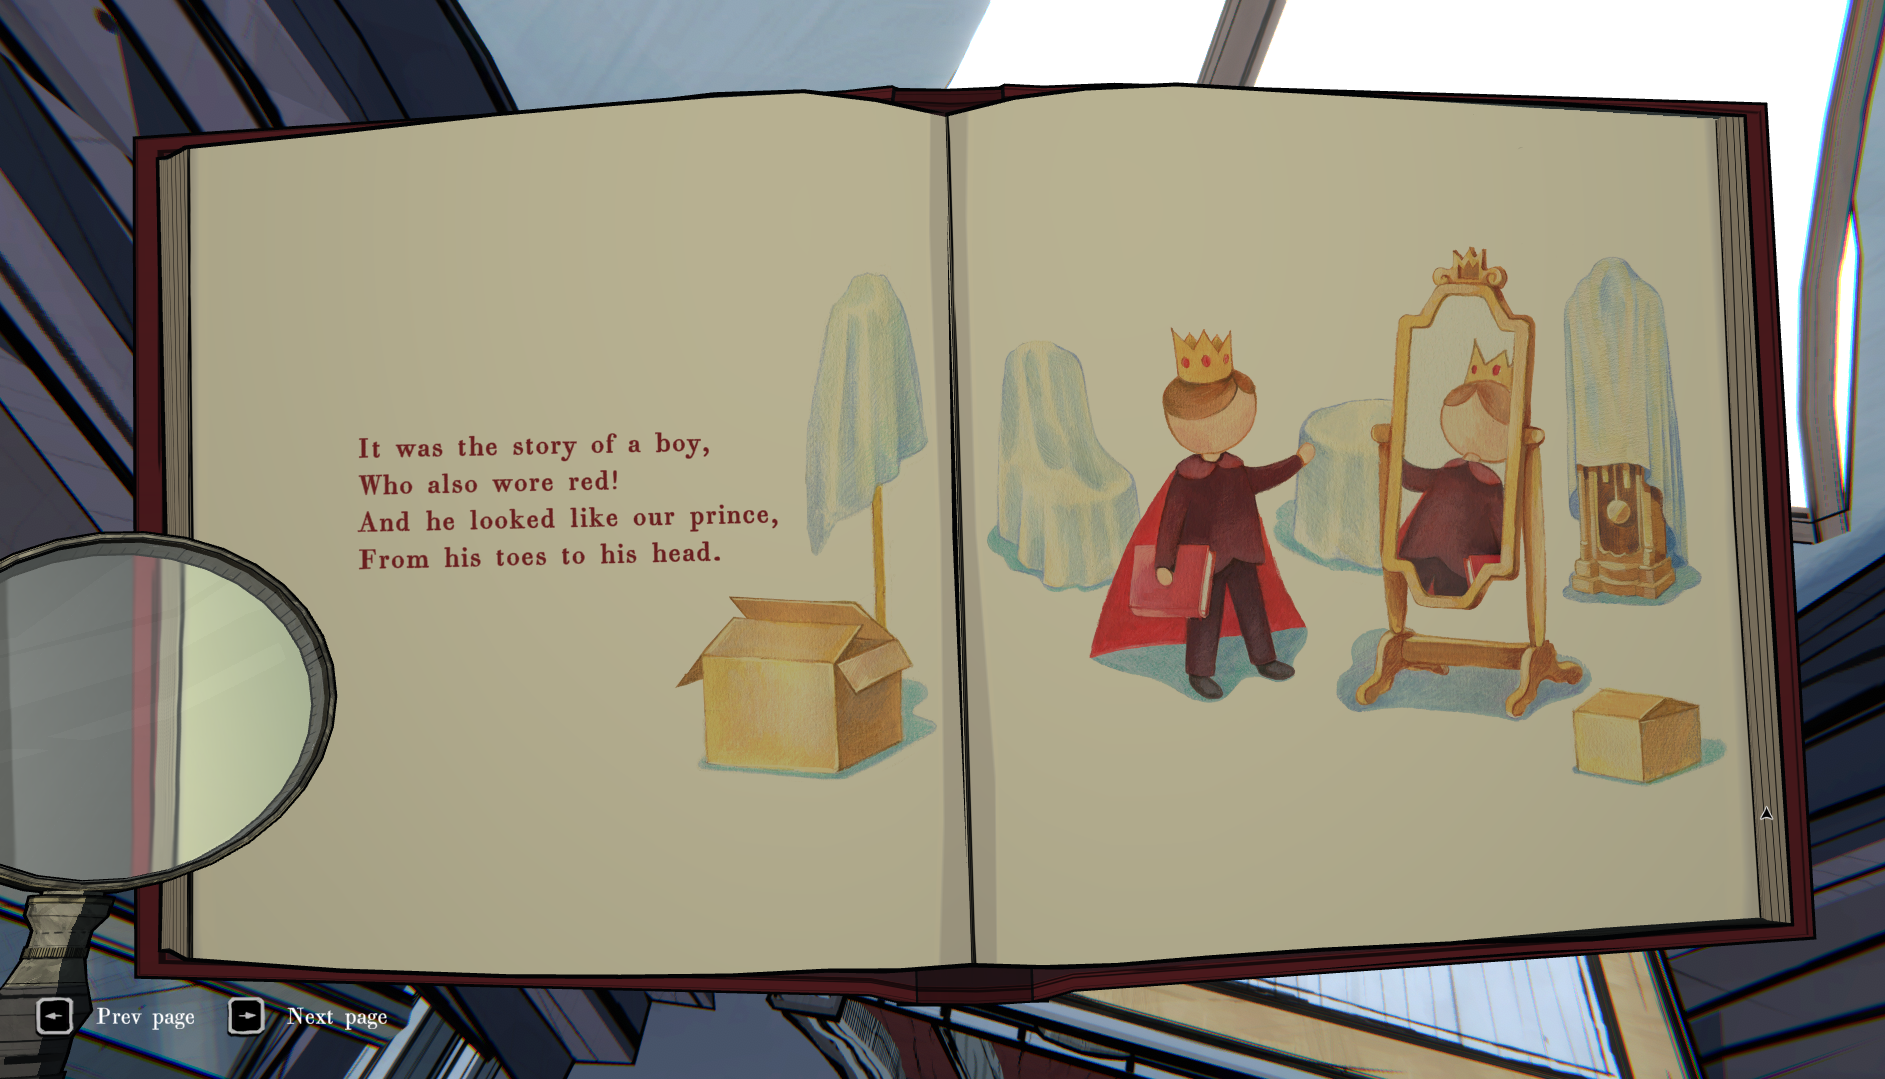 It was the story of a boy,
Who also wore red!
And he looked like our prince,
From his toes to his head.
Prev page
Next page